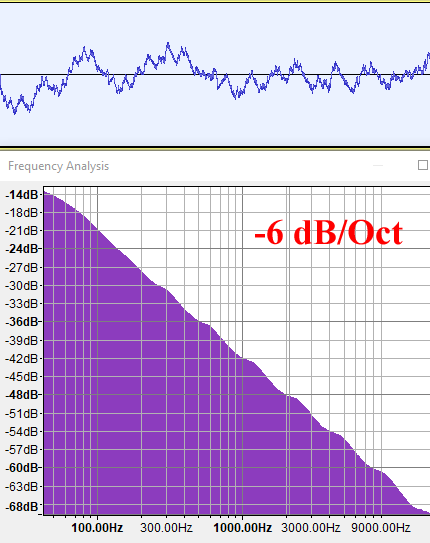 Frequency Analysis
-6 dB/Oct
-14dB
-18dB
-21dB
-24dB
-27dB
-30dB
-33dB
-36dB
-39dB
-42dB
-45dB
-48dB
-51dB
-54dB
-57dB
-60dB
-63dB
-68dB
100.00Hz 300.00Hz 1000.00Hz 3000.00Hz 9000.00Hz